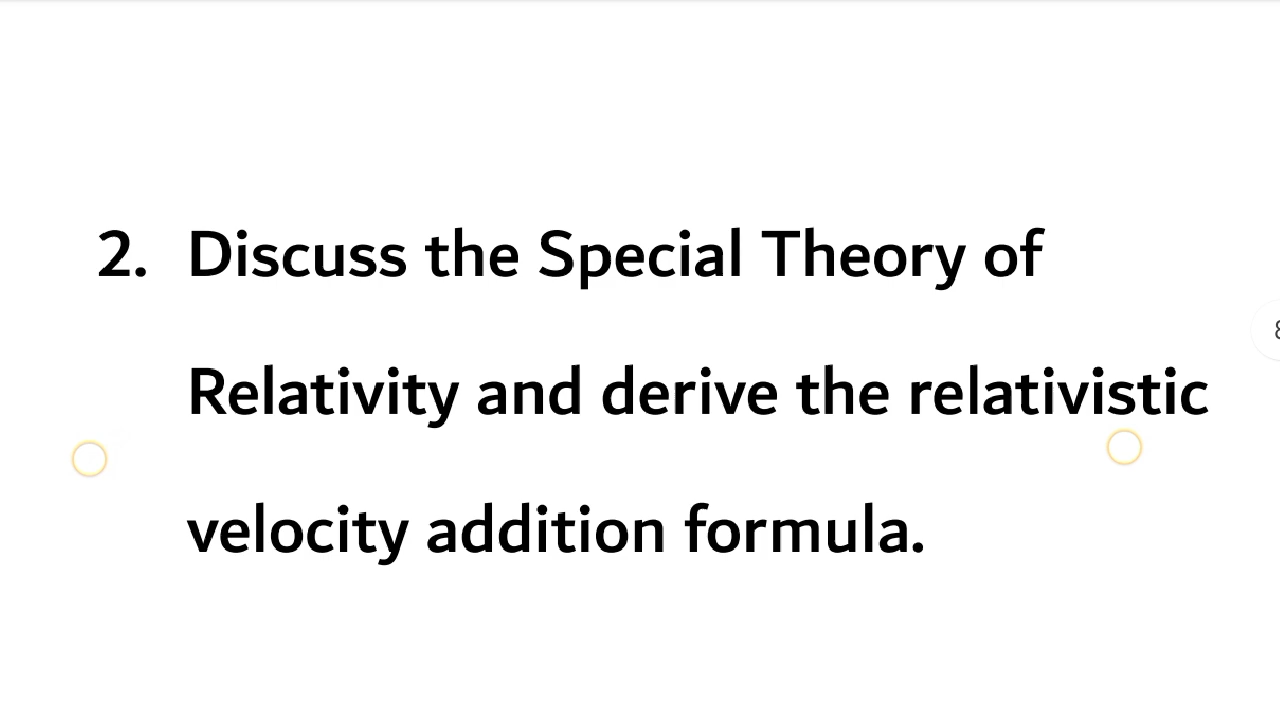 2. Discuss the Special Theory of
Relativity and derive the relativistic
velocity addition formula.